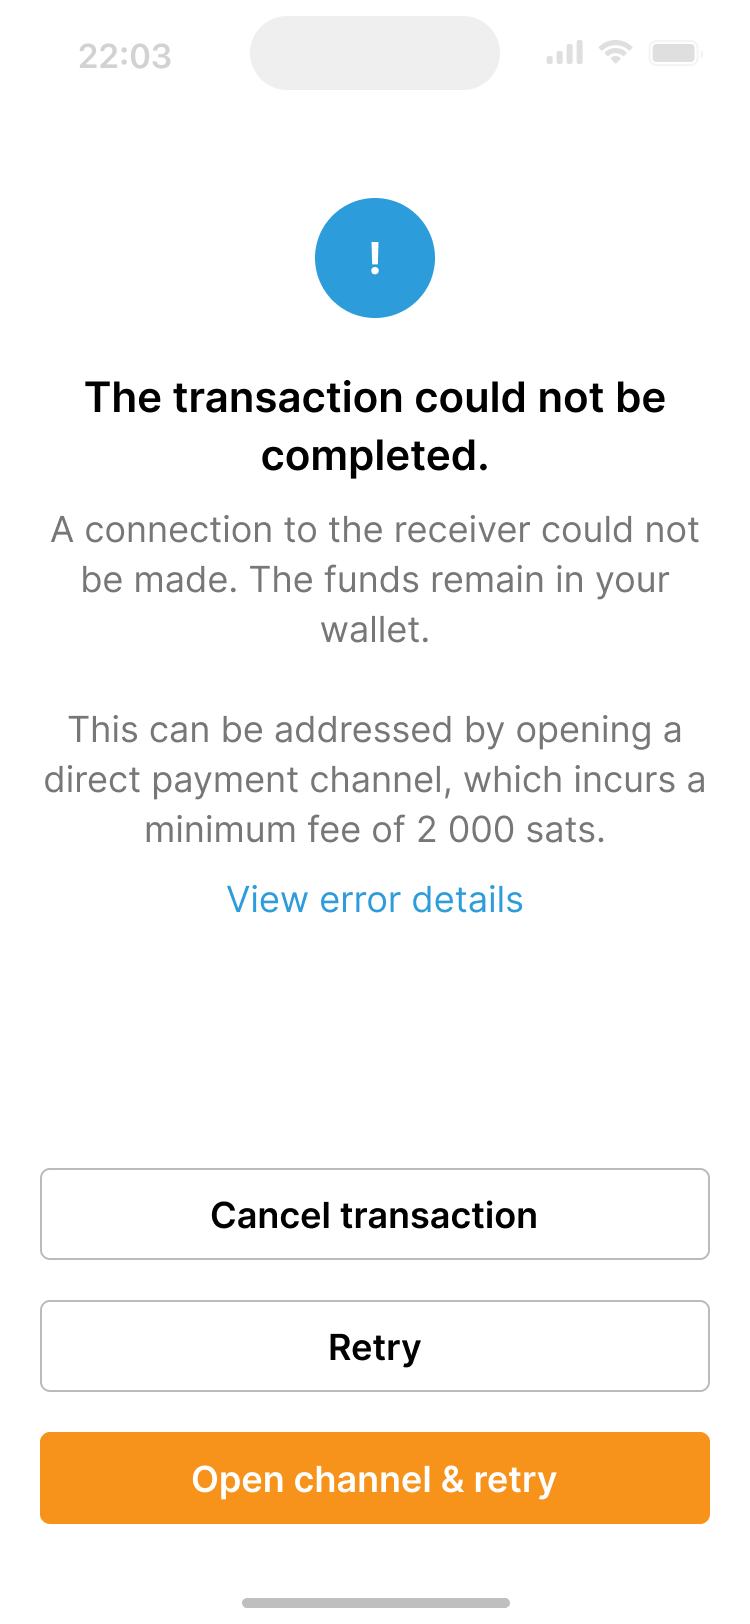 22:03
!
The transaction could not be
completed.
A connection to the receiver could not
be made. The funds remain in your
wallet.
This can be addressed by opening a
direct payment channel, which incurs a
minimum fee of 2 000 sats.
View error details
Cancel transaction
Retry
Open channel & retry